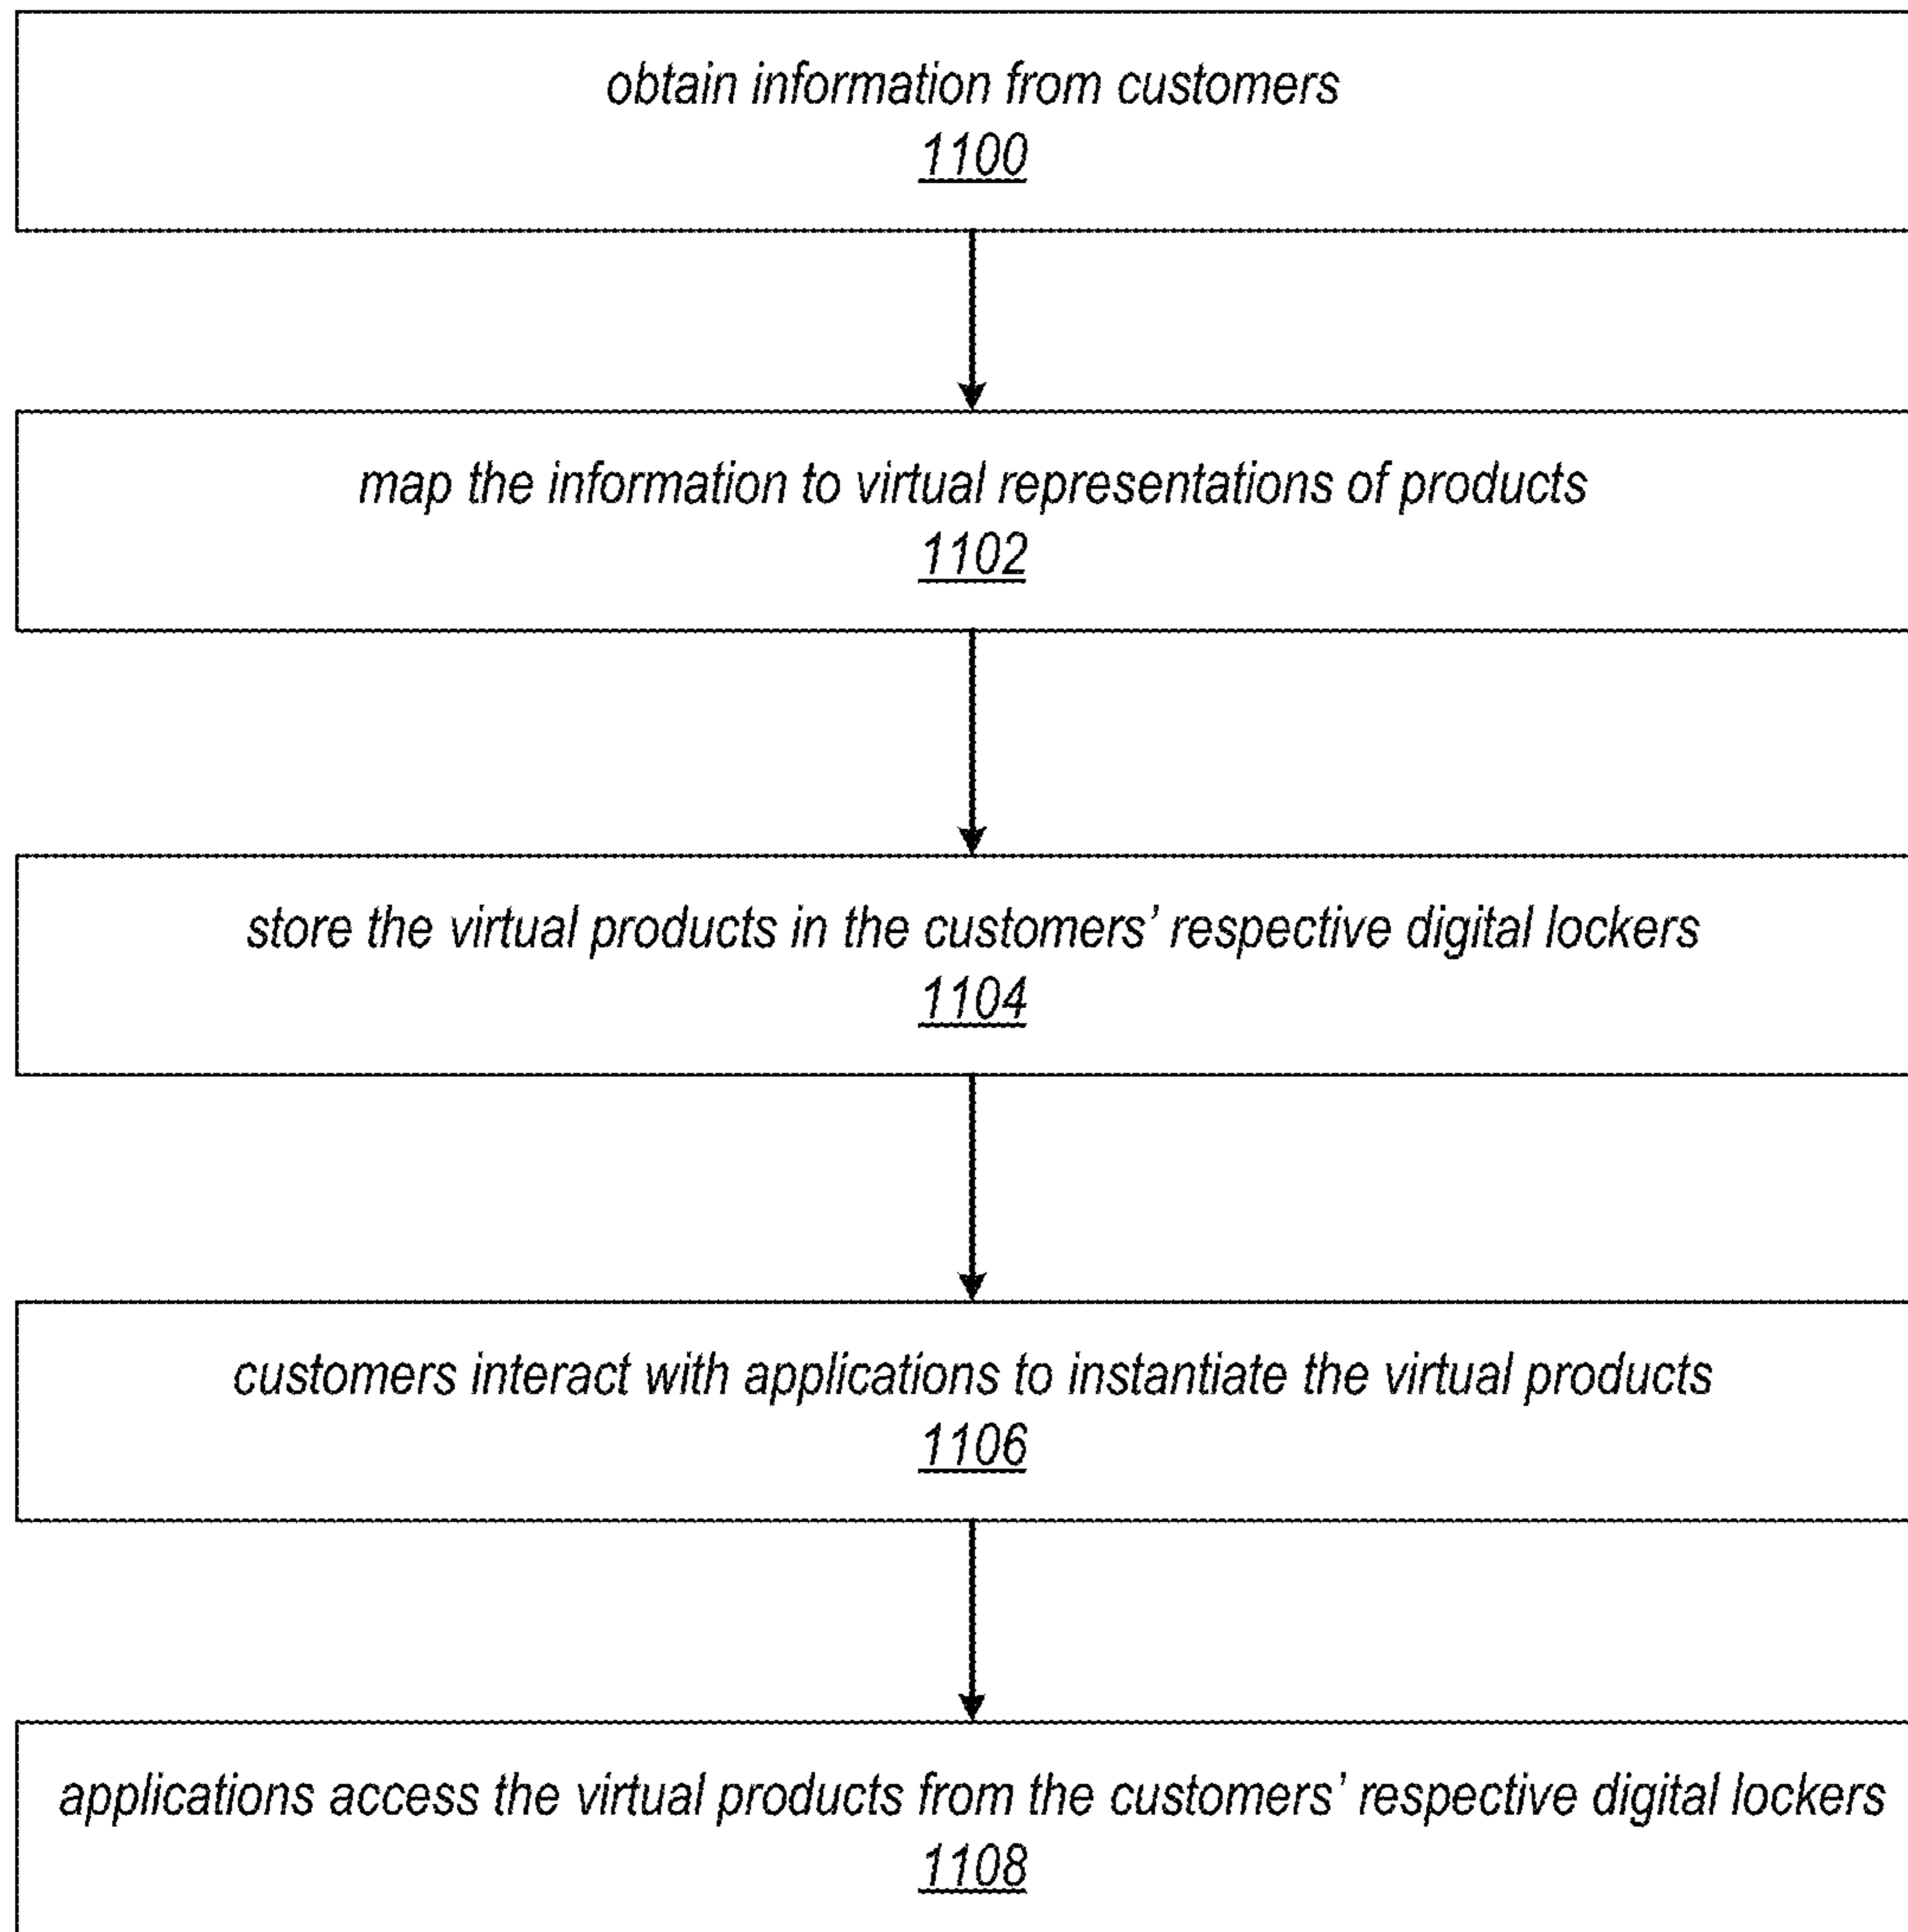 obtain information from customers
1100
map the information to virtual representations of products
1102
store the virtual products in the customers’ respective digital lockers
1104
customers interact with applications to instantiate the virtual products
1106
applications access the virtual products from the customers’ respective digital lockers
1108